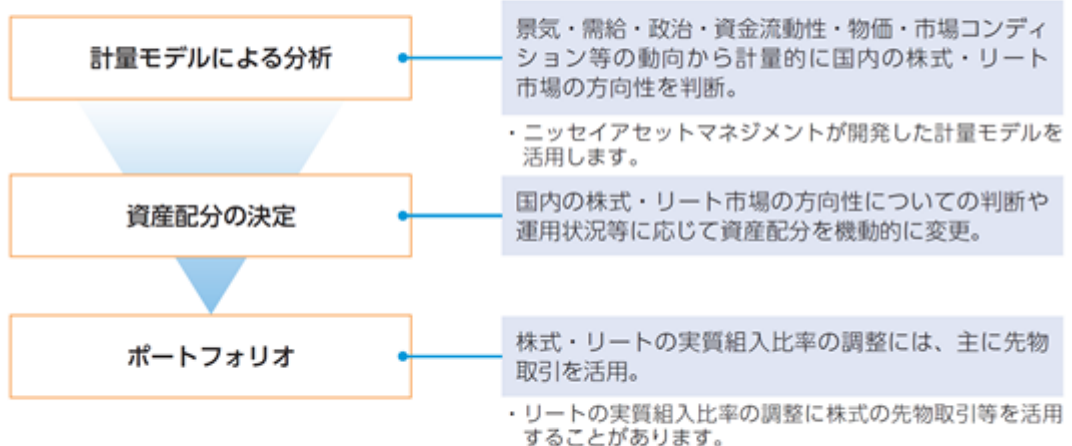 計量モデルによる分析
景気・需給・政治・資金流動性・物価・市場コンディ
ション等の動向から計量的に国内の株式・リート
市場の方向性を判断。
・ニッセイアセットマネジメントが開発した計量モデルを
活用します。
資産配分の決定
国内の株式・リート市場の方向性についての判断や
運用状況等に応じて資産配分を機動的に変更。
ポートフォリオ
株式・リートの実質組入比率の調整には、主に先物
取引を活用。
・リートの実質組入比率の調整に株式の先物取引等を活用
することがあります。